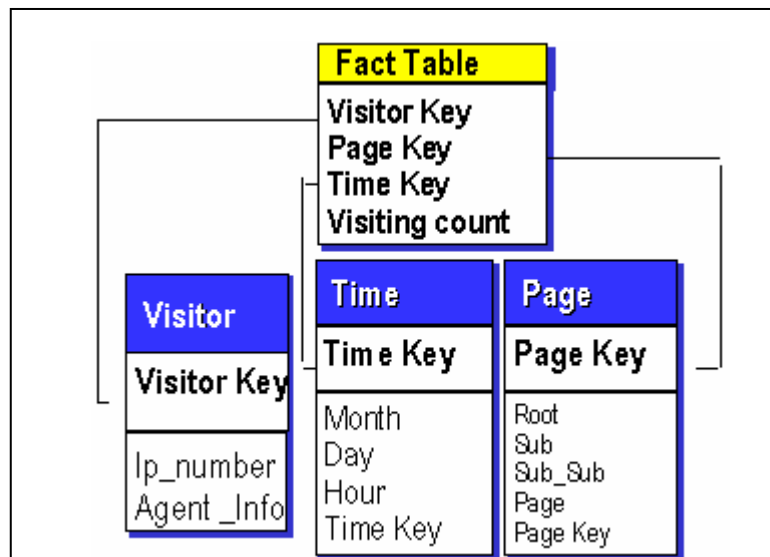 Fact Table
Visitor Key
Page Key
Time Key
Visiting count
Visitor
Visitor Key
Ip_number
Agent _Info
Time
Time Key
Month
Day
Hour
Time Key
Page
Page Key
Root
Sub
Sub_Sub
Page
Page Key